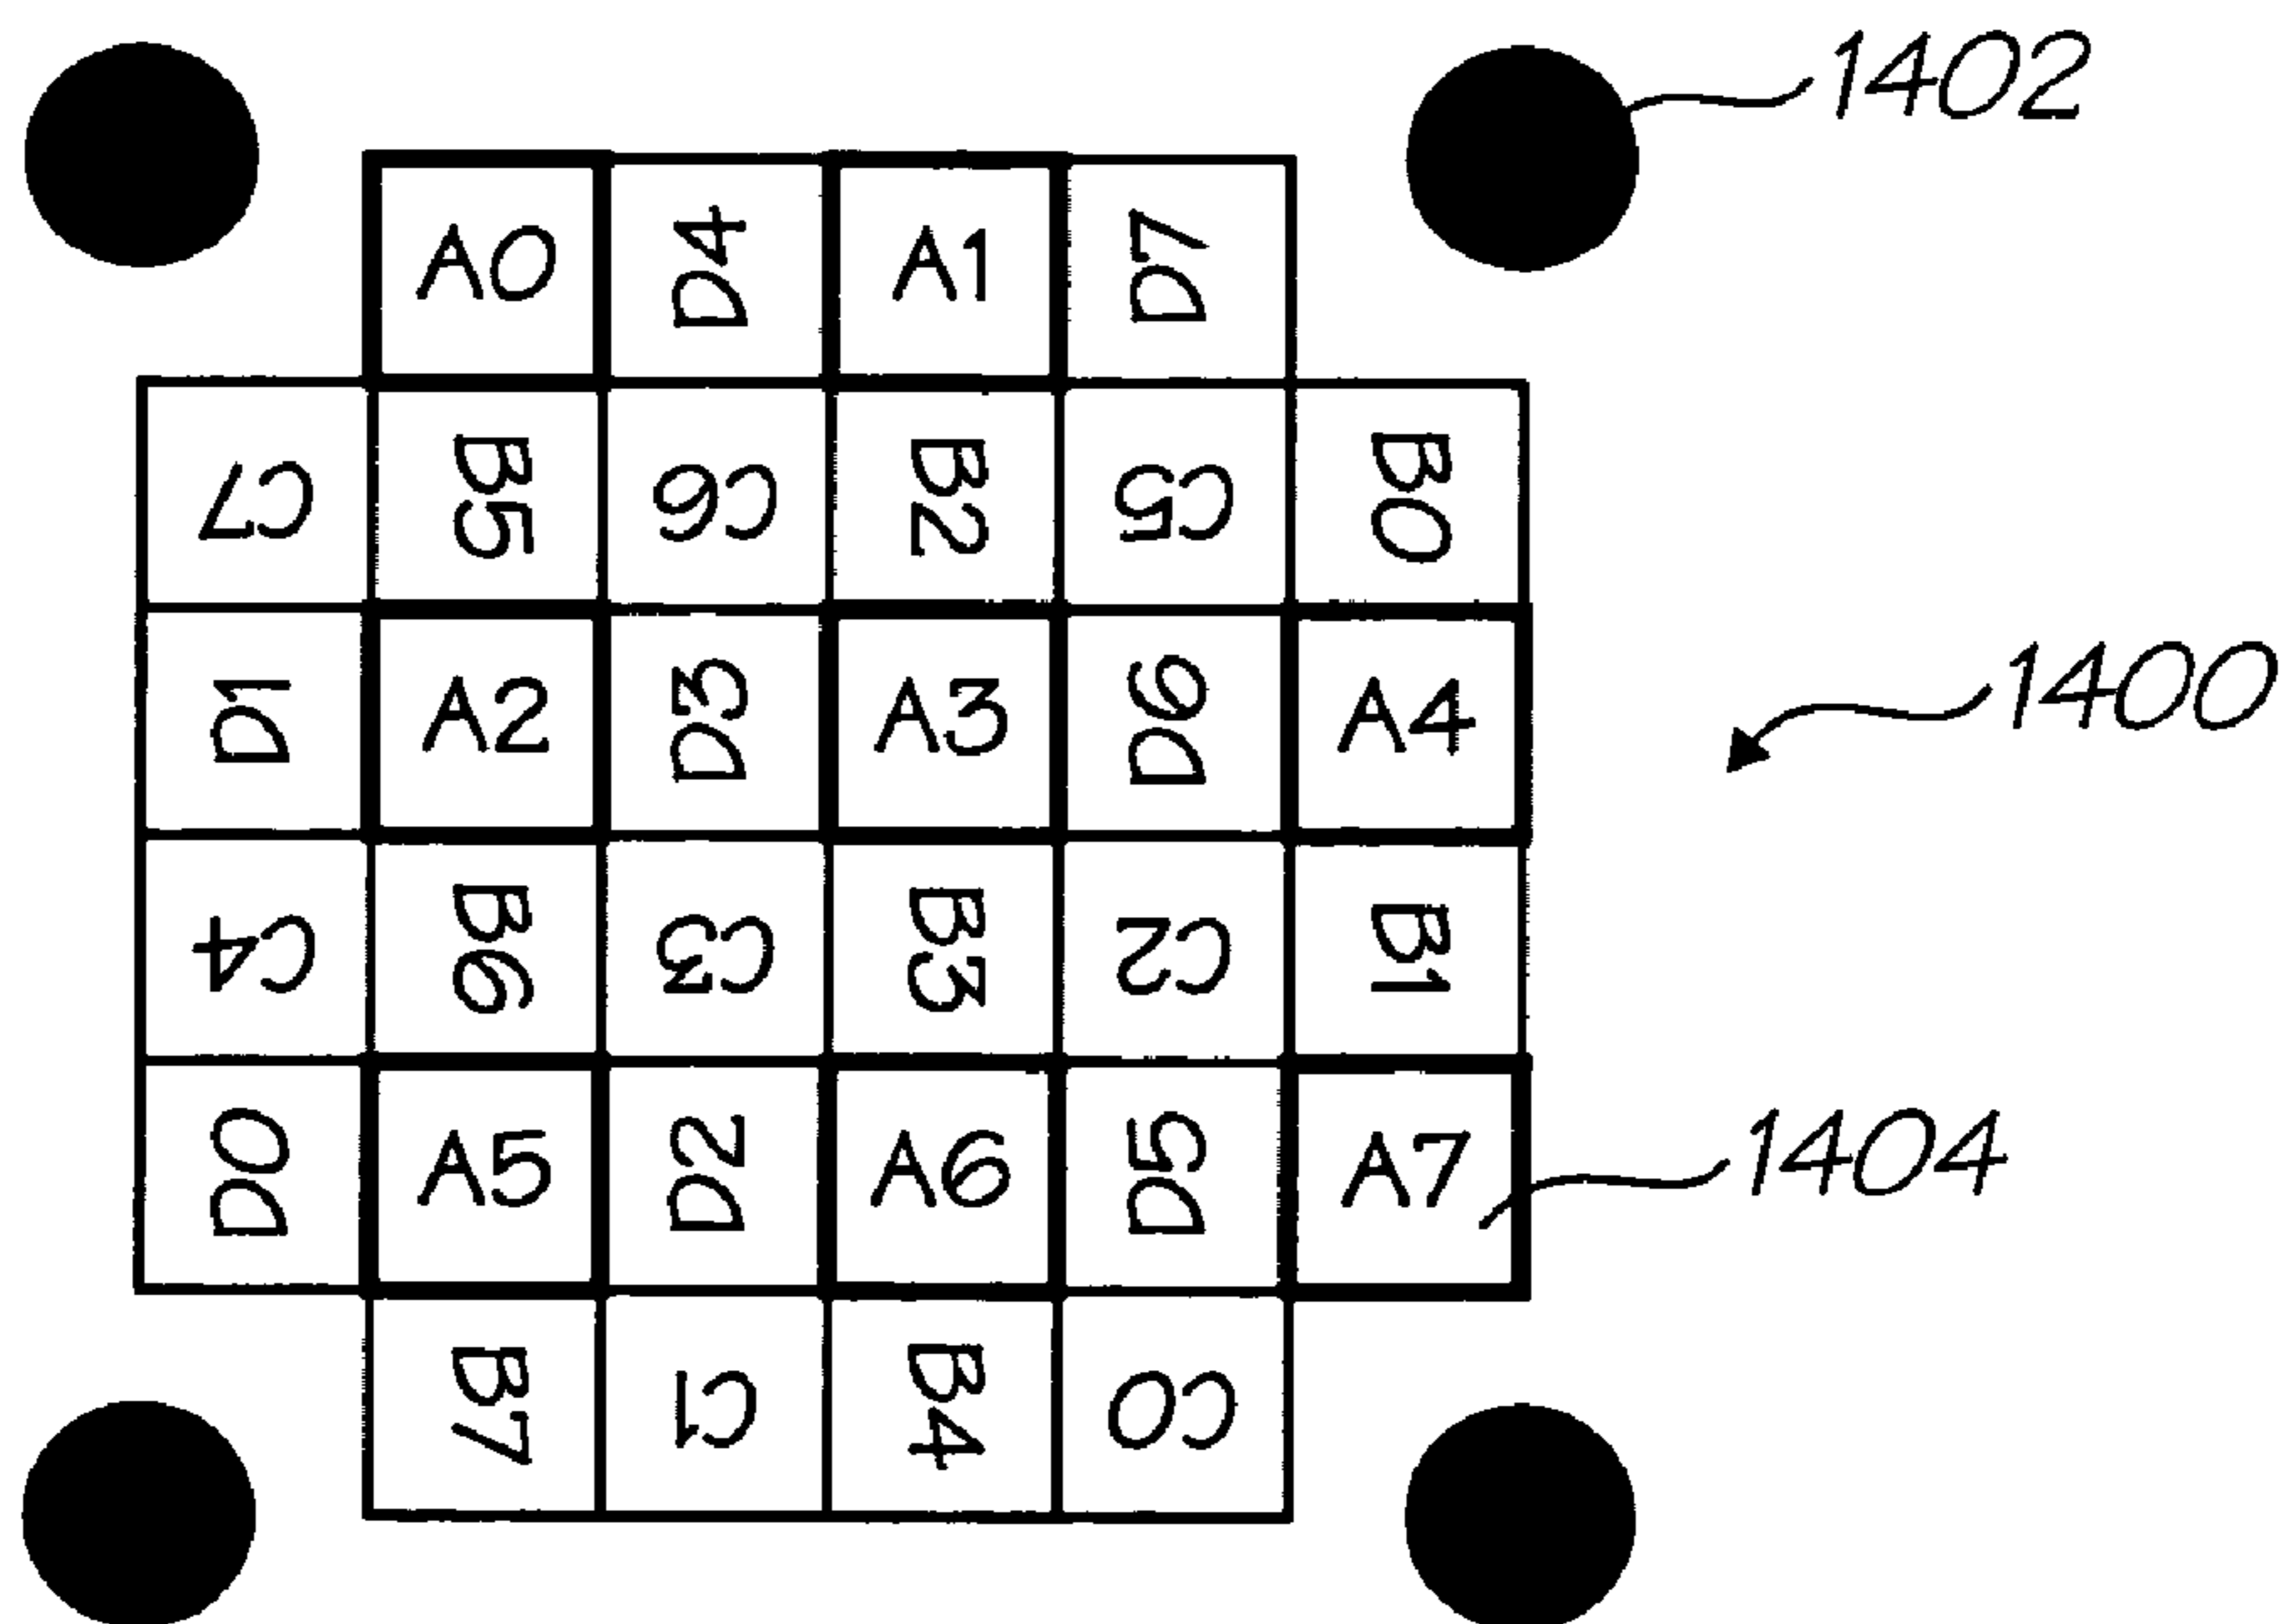 1402
A0 D4 A1 D7
C7 B5 C6 B2 C5 B0
D1 A2 D3 A3 D6 A4
1400
C4 B6 C3 B3 C2 B1
D0 A5 D2 A6 D5 A7
1404
B7 C1 B4 C0